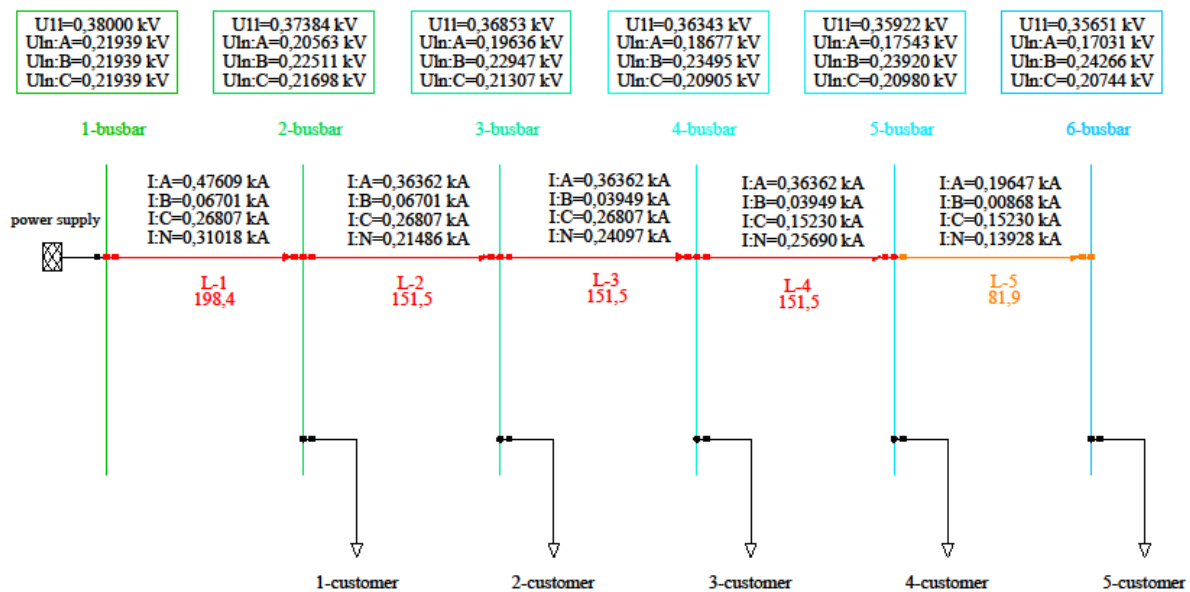 U1l=0,38000 kV
Uln:A=0,21939 kV
Uln:B=0,21939 kV
Uln:C=0,21939 kV
U1l=0,37384 kV
Uln:A=0,20563 kV
Uln:B=0,22511 kV
Uln:C=0,21698 kV
U1l=0,36853 kV
Uln:A=0,19636 kV
Uln:B=0,22947 kV
Uln:C=0,21307 kV
U1l=0,36343 kV
Uln:A=0,18677 kV
Uln:B=0,23495 kV
Uln:C=0,20905 kV
U1l=0,35922 kV
Uln:A=0,17543 kV
Uln:B=0,23920 kV
Uln:C=0,20980 kV
U1l=0,35651 kV
Uln:A=0,17031 kV
Uln:B=0,24266 kV
Uln:C=0,20744 kV
1-busbar
2-busbar
3-busbar
4-busbar
5-busbar
6-busbar
I:A=0,47609 kA
I:B=0,06701 kA
I:C=0,26807 kA
I:N=0,31018 kA
I:A=0,36362 kA
I:B=0,06701 kA
I:C=0,26807 kA
I:N=0,21486 kA
I:A=0,36362 kA
I:B=0,03949 kA
I:C=0,26807 kA
I:N=0,24097 kA
I:A=0,36362 kA
I:B=0,03949 kA
I:C=0,15230 kA
I:N=0,25690 kA
I:A=0,19647 kA
I:B=0,00868 kA
I:C=0,15230 kA
I:N=0,13928 kA
power supply
L-1
198,4
L-2
151,5
L-3
151,5
L-4
151,5
L-5
81,9
1-customer
2-customer
3-customer
4-customer
5-customer